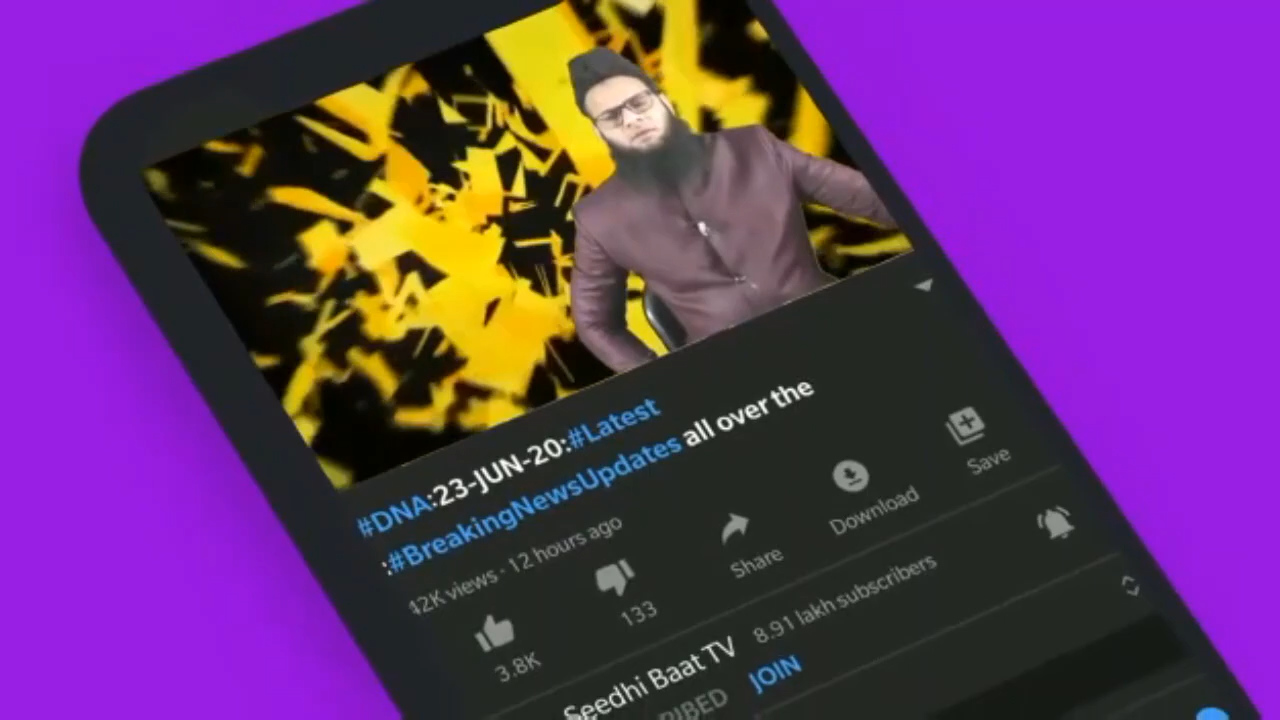 #DNA:23-JUN-20:#Latest
:#BreakingNewsUpdates all over the
42K views · 12 hours ago
3.8K
133
Share
Download
Save
Seedhi Baat TV
8.91 lakh subscribers
RIBED
JOIN